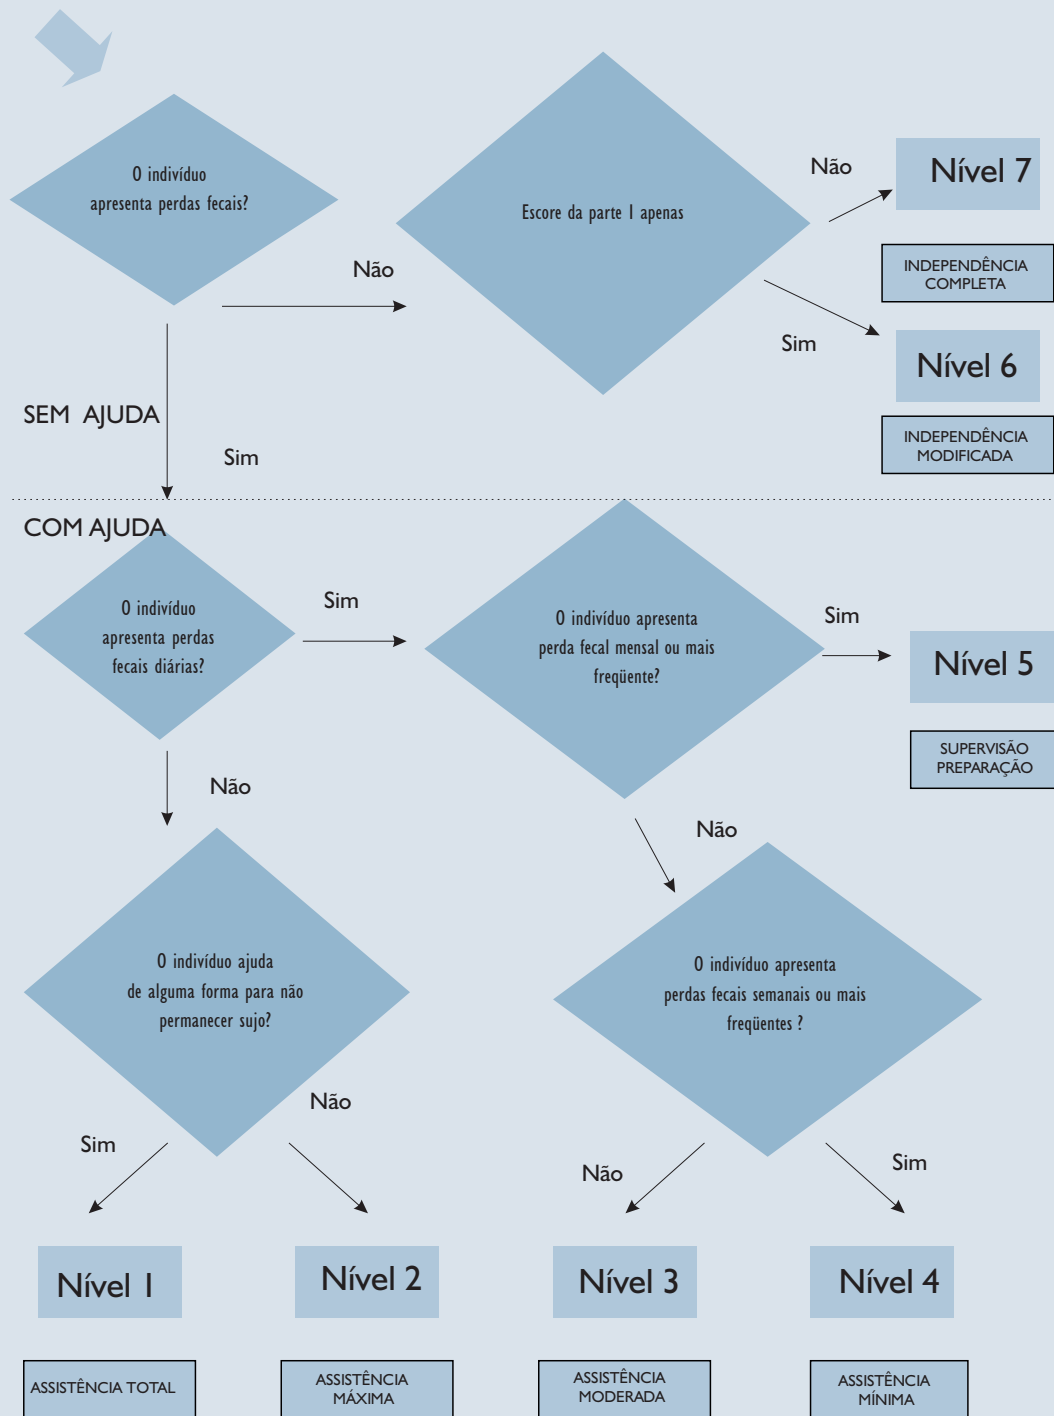 O indivíduo
apresenta perdas fecais?
Escore da parte I apenas
Não
Nível 7
INDEPENDÊNCIA
COMPLETA
Não
Sim
Nível 6
INDEPENDÊNCIA
MODIFICADA
SEM AJUDA
Sim
COM AJUDA
O indivíduo
apresenta perdas
fecais diárias?
Sim
O indivíduo apresenta
perda fecal mensal ou mais
freqüente?
Sim
Nível 5
SUPERVISÃO
PREPARAÇÃO
Não
Não
O indivíduo ajuda
de alguma forma para não
permanecer sujo?
O indivíduo apresenta
perdas fecais semanais ou mais
freqüentes ?
Sim
Não
Não
Sim
Nível I
Nível 2
Nível 3
Nível 4
ASSISTÊNCIA TOTAL
ASSISTÊNCIA
MÁXIMA
ASSISTÊNCIA
MODERADA
ASSISTÊNCIA
MÍNIMA